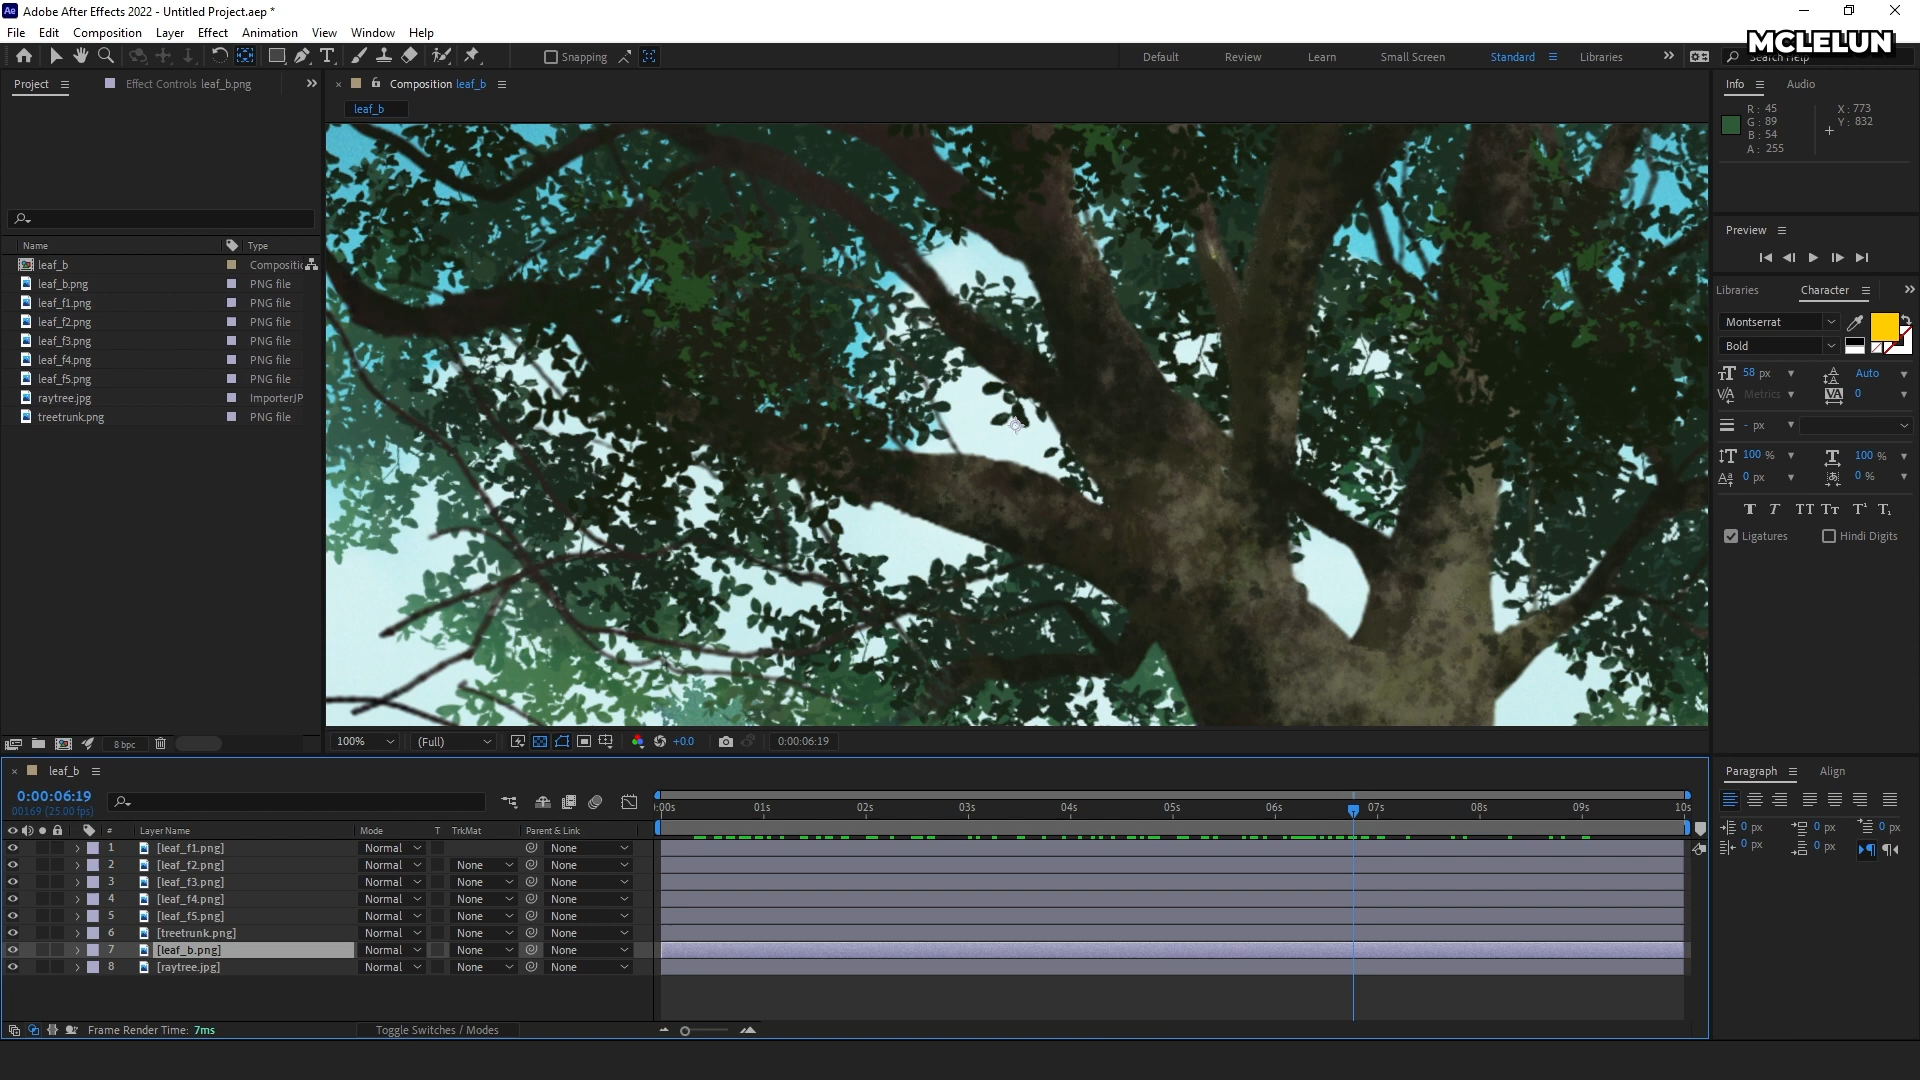 Ae Adobe After Effects 2022 - Untitled Project.aep *
File Edit Composition Layer Effect Animation View Window Help
MCLELUN
Snapping
Default Review Learn Small Screen Standard Libraries
Project Effect Controls leaf_b.png
Composition leaf_b
Info Audio
leaf_b
R: 45 X: 773
G: 89 Y: 832
B: 54
A: 255
Preview
Name Type
leaf_b Compositic
leaf_b.png PNG file
leaf_f1.png PNG file
leaf_f2.png PNG file
leaf_f3.png PNG file
leaf_f4.png PNG file
leaf_f5.png PNG file
raytree.jpg ImporterJP
treetrunk.png PNG file
Libraries Character
Montserrat
Bold
58 px Auto
Metrics 0
- px
100 % 100 %
0 px 0 %
T T TT Tт T¹ T₁
Ligatures Hindi Digits
8 bpc
100% (Full) +0.0 0:00:06:19
leaf_b
0:00:06:19
00169 (25.00 fps)
:00s 01s 02s 03s 04s 05s 06s 07s 08s 09s 10s
# Layer Name Mode T TrkMat Parent & Link
1 [leaf_f1.png] Normal None
2 [leaf_f2.png] Normal None None
3 [leaf_f3.png] Normal None None
4 [leaf_f4.png] Normal None None
5 [leaf_f5.png] Normal None None
6 [treetrunk.png] Normal None None
7 [leaf_b.png] Normal None None
8 [raytree.jpg] Normal None None
Frame Render Time: 7ms Toggle Switches / Modes
Paragraph Align
0 px 0 px 0 px
0 px 0 px